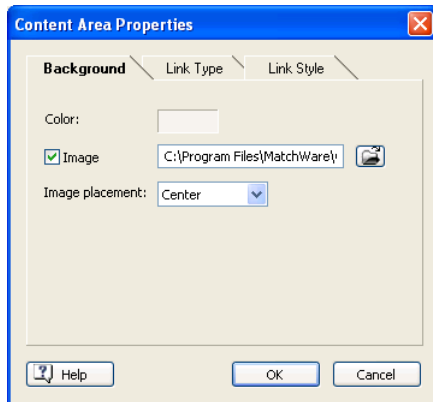 Content Area Properties
Background Link Type Link Style
Color:
Image C:\Program Files\MatchWare\
Image placement: Center
Help OK Cancel